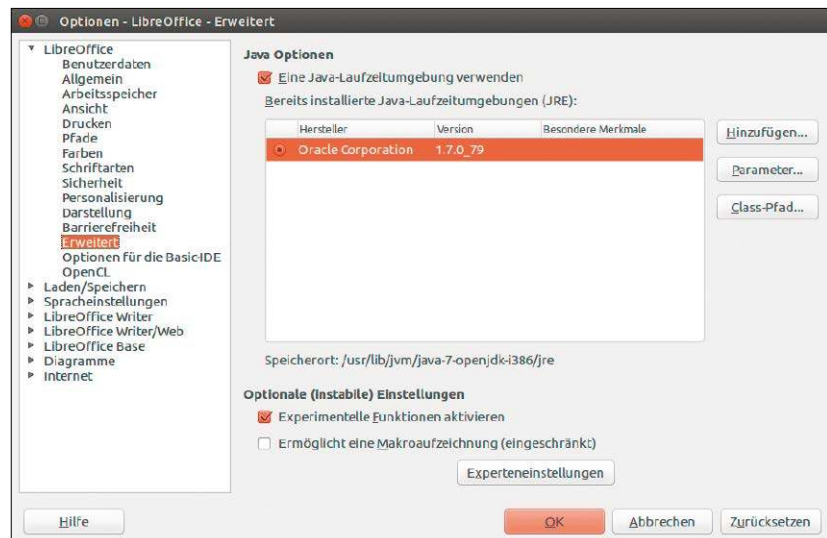 Optionen - LibreOffice - Erweitert
LibreOffice
Benutzerdaten
Allgemein
Arbeitsspeicher
Ansicht
Drucken
Pfade
Farben
Schriftarten
Sicherheit
Personalisierung
Darstellung
Barrierefreiheit
Erweitert
Optionen für die Basic-IDE
OpenCL
Laden/Speichern
Spracheinstellungen
LibreOffice Writer
LibreOffice Writer/Web
LibreOffice Base
Diagramme
Internet
Java Optionen
Eine Java-Laufzeitumgebung verwenden
Bereits installierte Java-Laufzeitumgebungen (JRE):
Hersteller Version Besondere Merkmale
Oracle Corporation 1.7.0_79
Hinzufügen...
Parameter...
Class-Pfad...
Speicherort: /usr/lib/jvm/java-7-openjdk-i386/jre
Optionale (instabile) Einstellungen
Experimentelle Funktionen aktivieren
Ermöglicht eine Makroaufzeichnung (eingeschränkt)
Experteneinstellungen
Hilfe OK Abbrechen Zurücksetzen